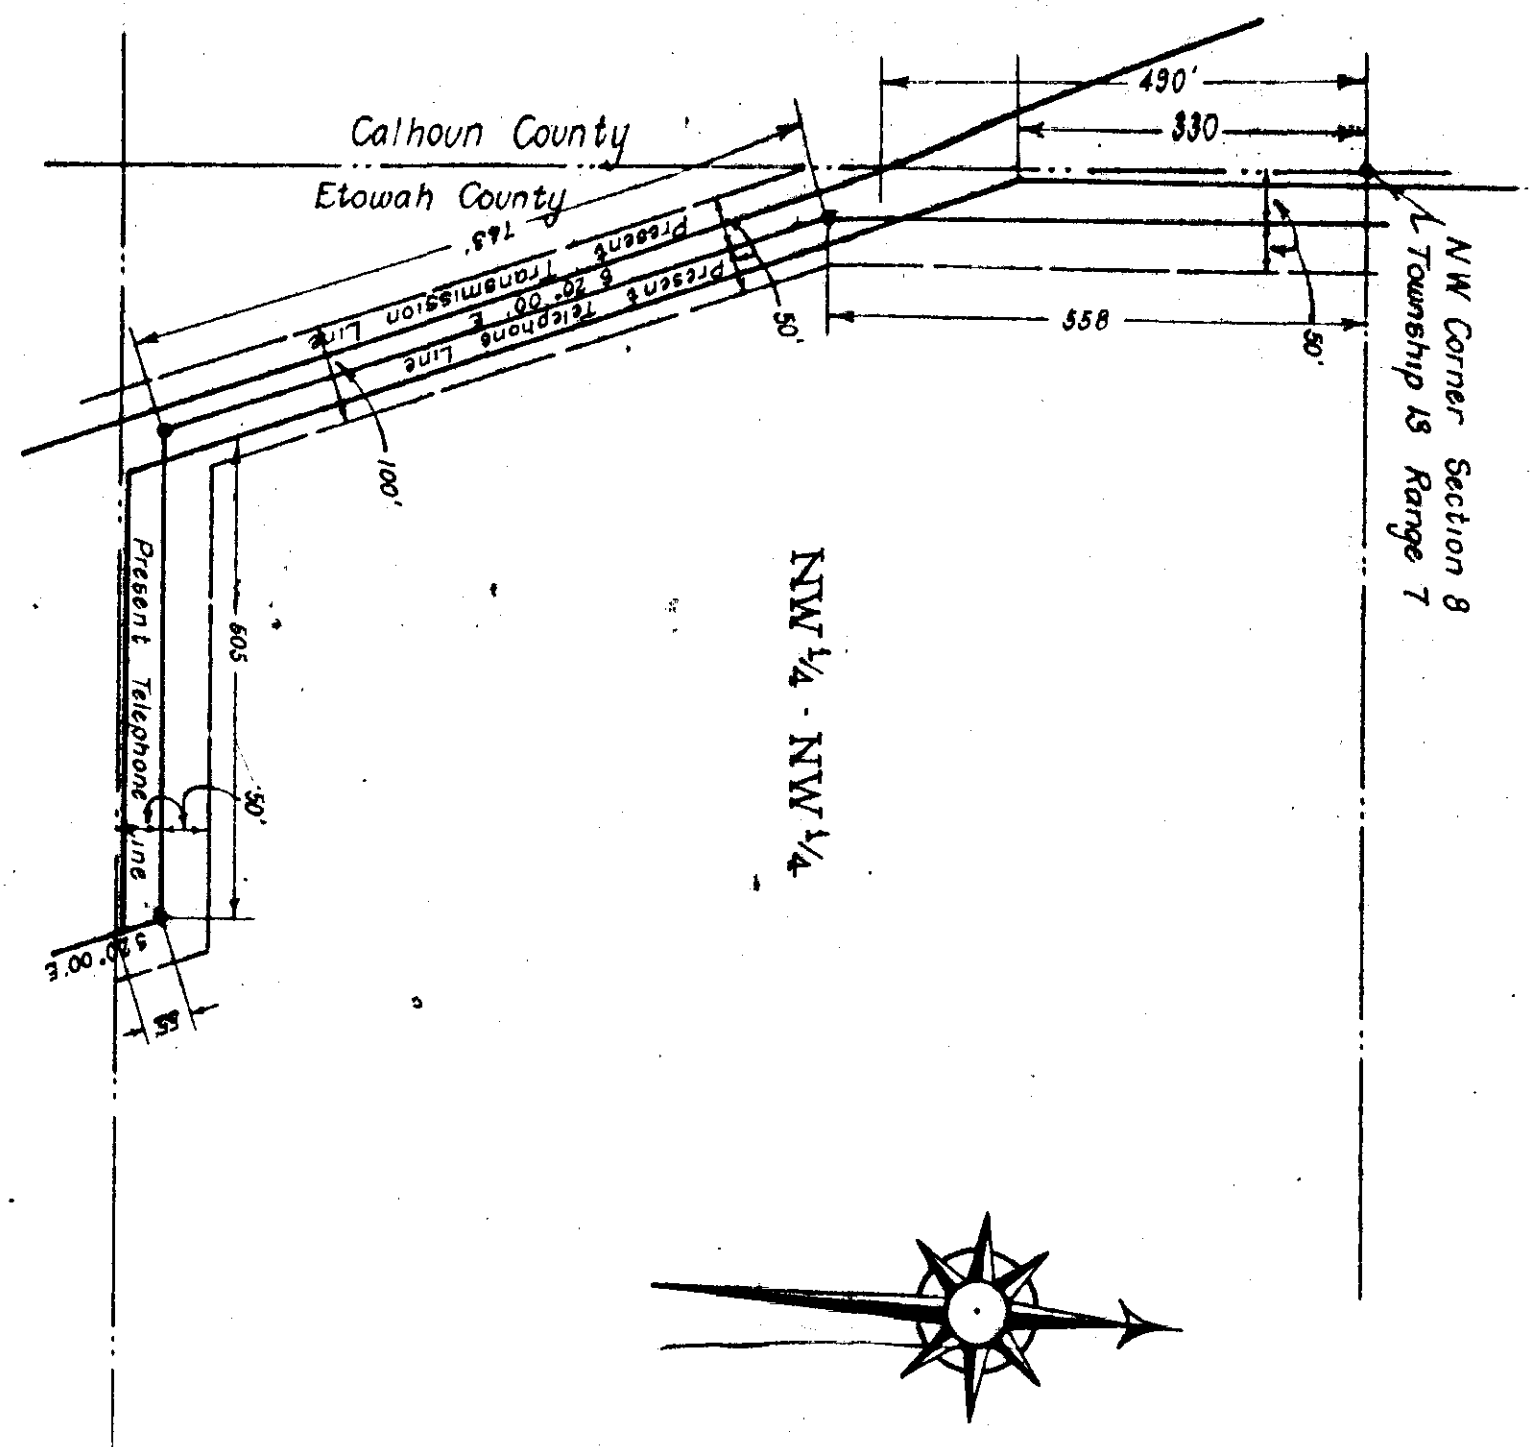 490'
330
Calhoun County
Etowah County
743'
Present ⅊ Transmission Line
S 20° 00' E
Present ⅊ Telephone Line
50'
100'
558
50'
NW Corner Section 8
Township 13 Range 7
NW ¼ - NW ¼
505
Present Telephone Line
50'
S 20° 00' E
55